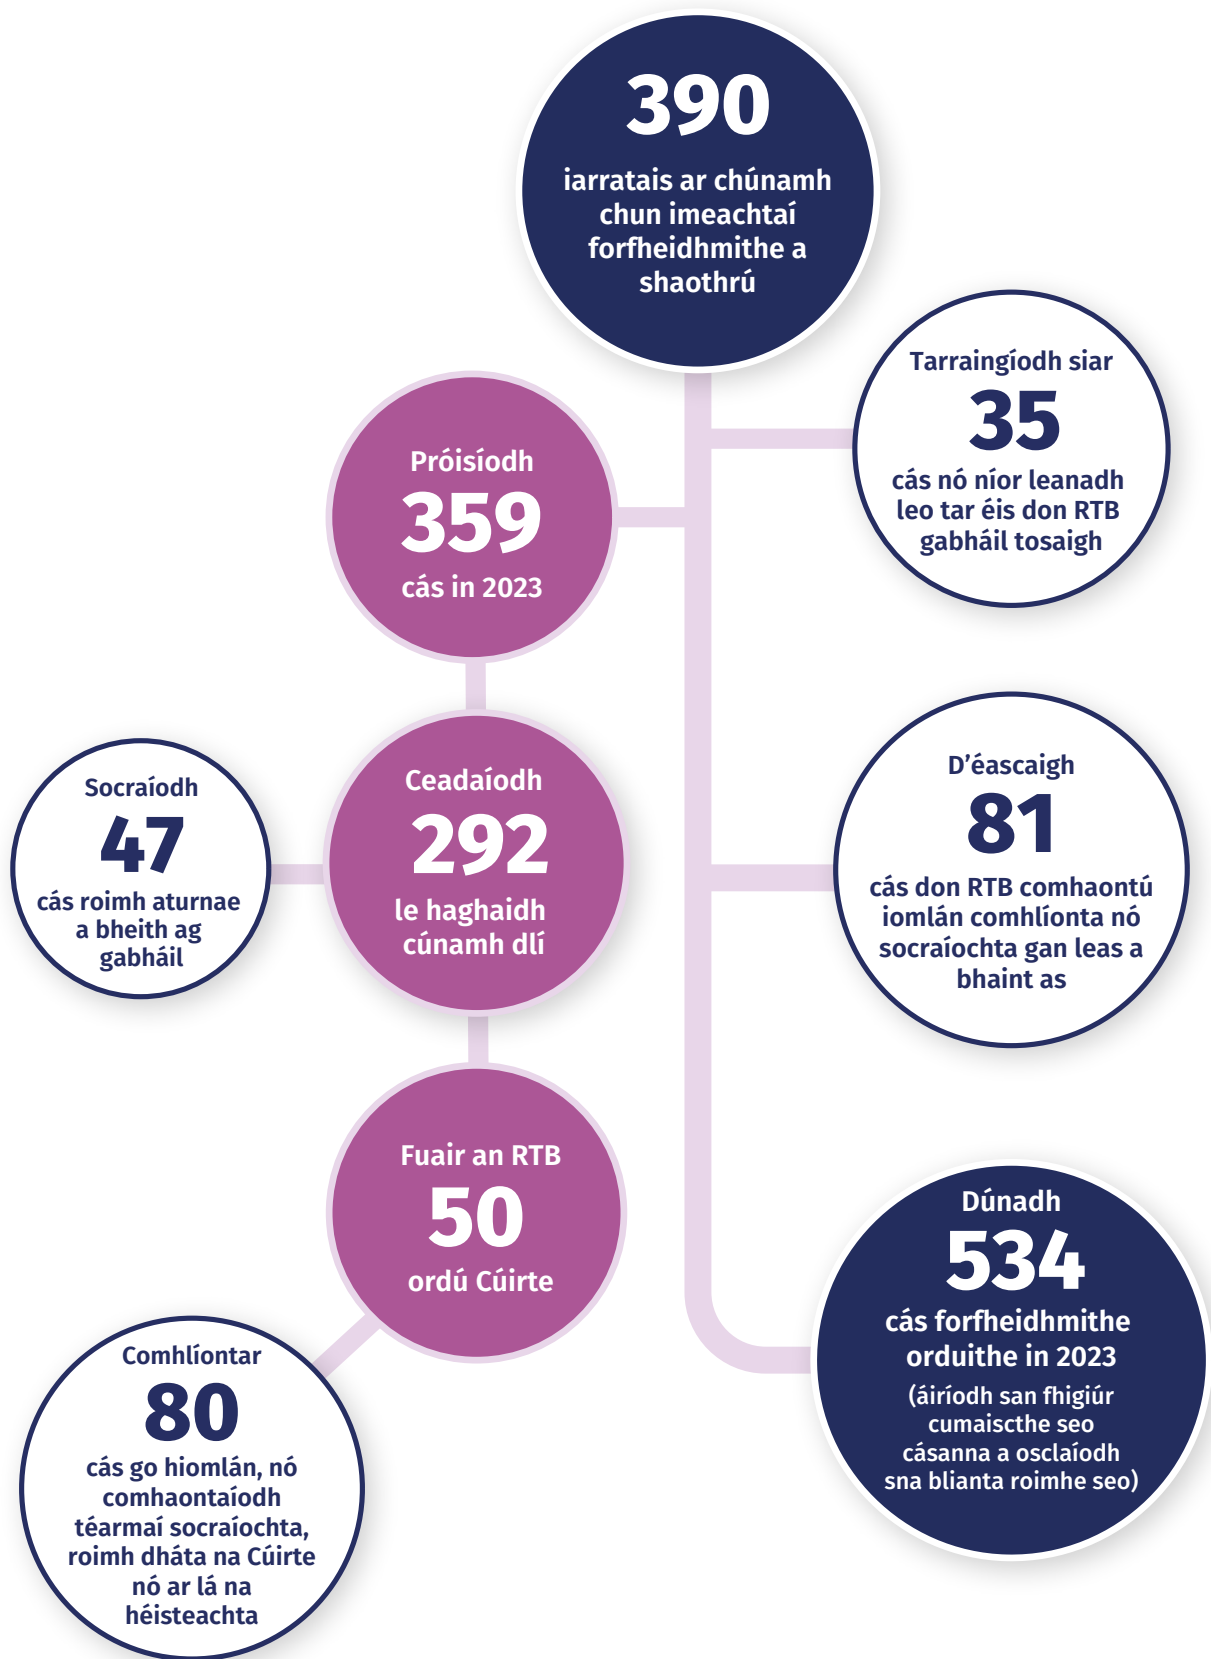 390
iarratais ar chúnamh
chun imeachtaí
forfheidhmithe a
shaothrú
Tarraingíodh siar
35
cás nó níor leanadh
leo tar éis don RTB
gabháil tosaigh
Próisíodh
359
cás in 2023
Socraíodh
47
cás roimh aturnae
a bheith ag
gabháil
Ceadaíodh
292
le haghaidh
cúnamh dlí
D’éascaigh
81
cás don RTB comhaontú
iomlán comhlíonta nó
socraíochta gan leas a
bhaint as
Fuair an RTB
50
ordú Cúirte
Dúnadh
534
cás forfheidhmithe
orduithe in 2023
(áiríodh san fhigiúr
cumaiscthe seo
cásanna a osclaíodh
sna blianta roimhe seo)
Comhlíontar
80
cás go hiomlán, nó
comhaontaíodh
téarmaí socraíochta,
roimh dháta na Cúirte
nó ar lá na
héisteachta